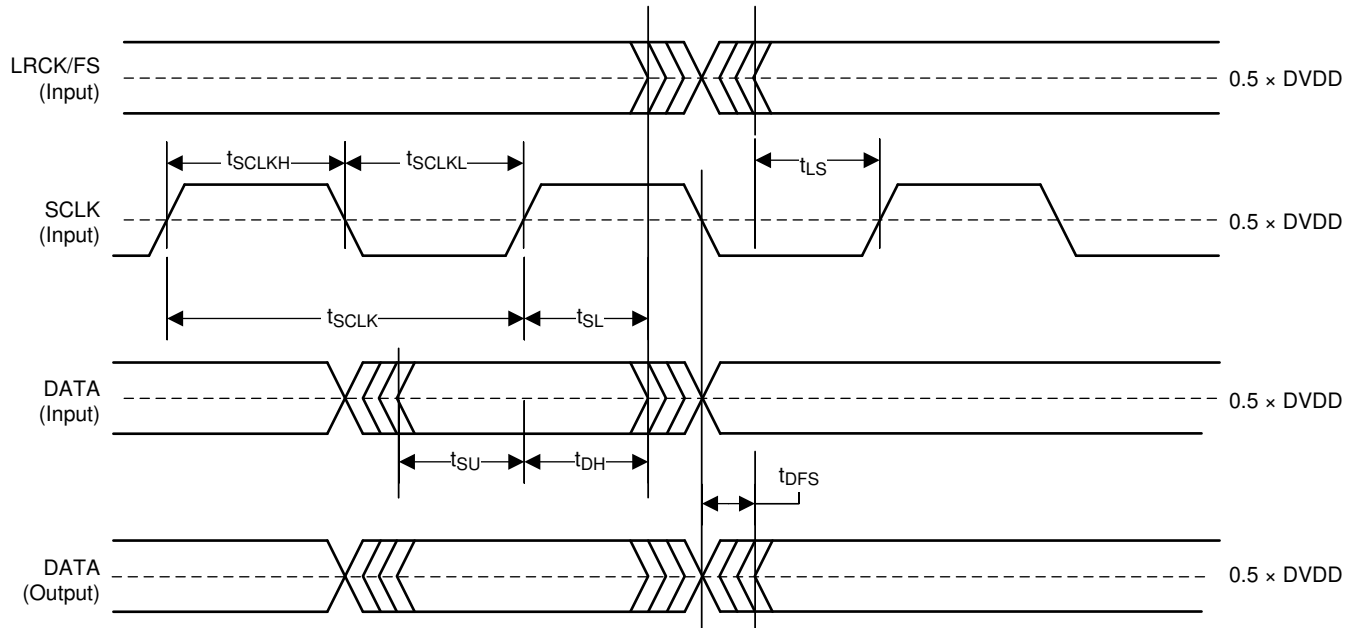 LRCK/FS
(Input)
0.5 × DVDD
tSCLKH
tSCLKL
tLS
SCLK
(Input)
0.5 × DVDD
tSCLK
tSL
DATA
(Input)
0.5 × DVDD
tSU
tDH
tDFS
DATA
(Output)
0.5 × DVDD